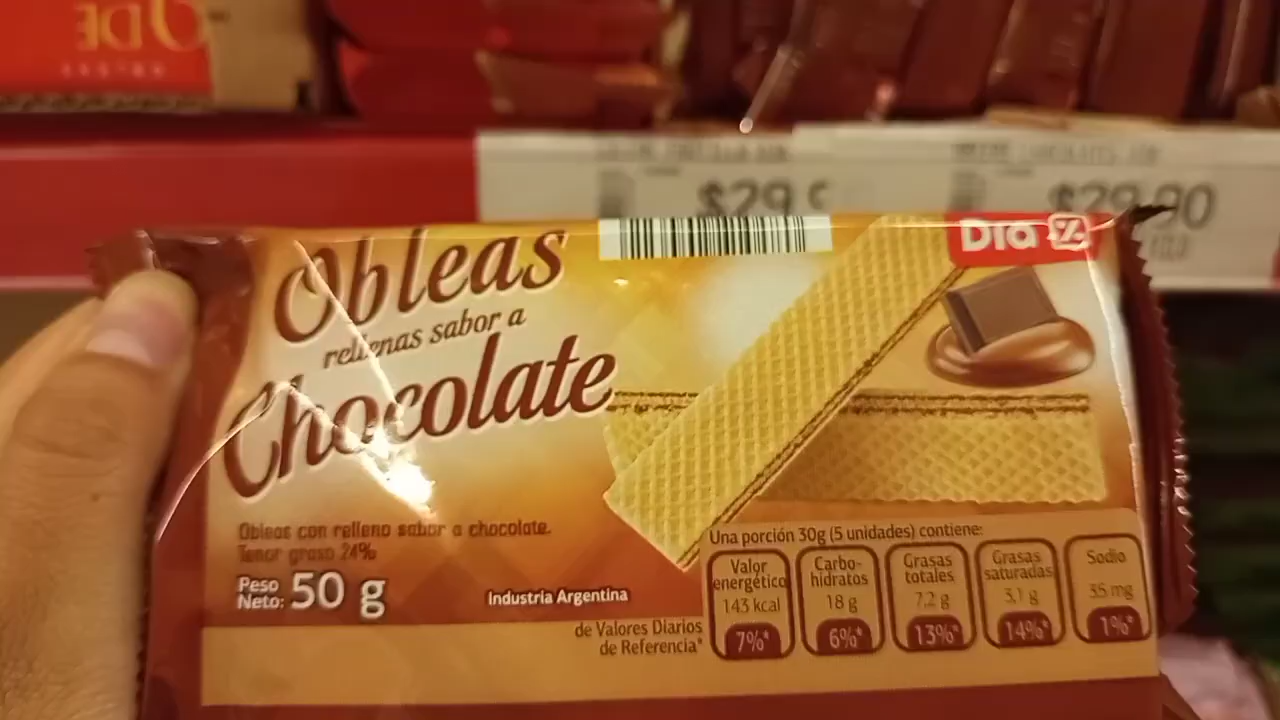 $29,90
Dia %
Obleas
rellenas sabor a
Chocolate
Obleas con relleno sabor a chocolate.
Tenor graso 24%
Peso
Neto: 50 g
Industria Argentina
Una porción 30g (5 unidades) contiene:
Valor
energético
143 kcal
7%*
Carbo-
hidratos
18 g
6%*
Grasas
totales
7,2 g
13%*
Grasas
saturadas
3,1 g
14%*
Sodio
35 mg
1%*
de Valores Diarios
de Referencia*